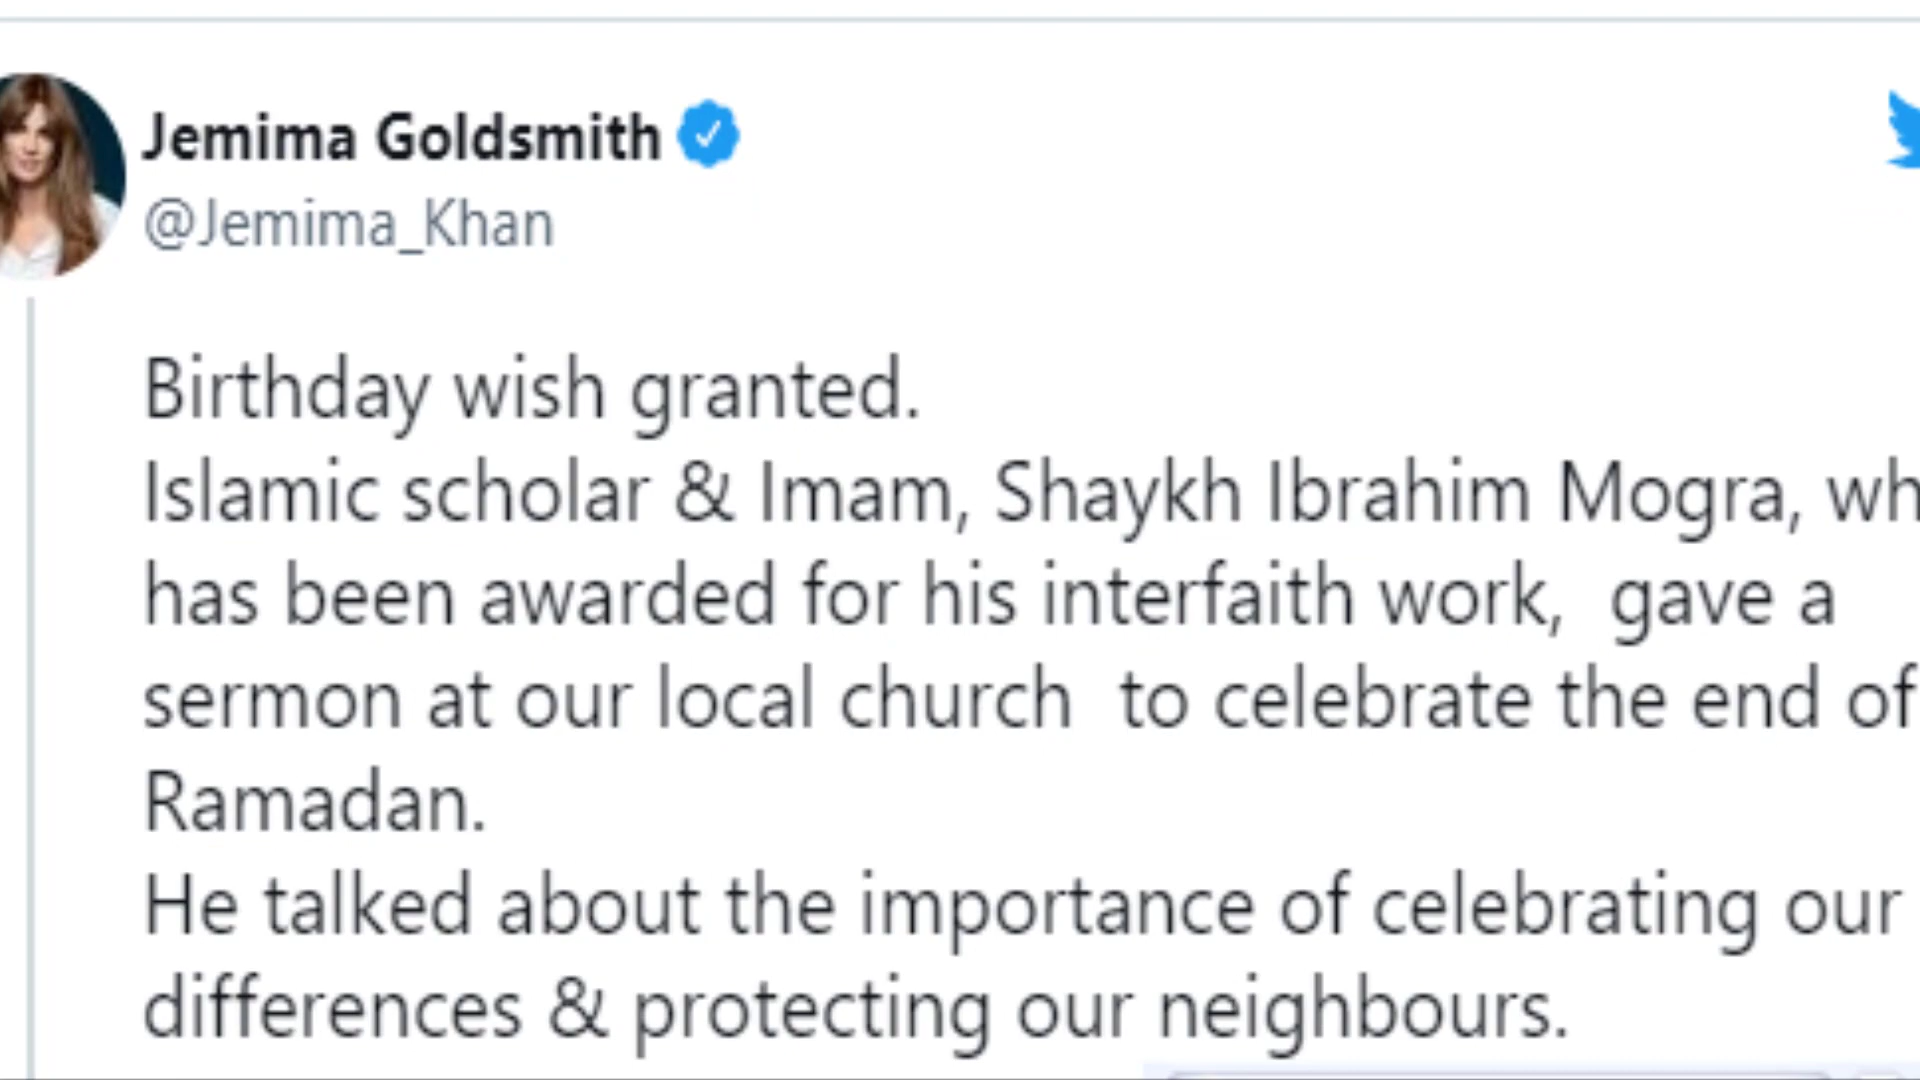 Jemima Goldsmith
@Jemima_Khan
Birthday wish granted.
Islamic scholar & Imam, Shaykh Ibrahim Mogra, wh
has been awarded for his interfaith work, gave a
sermon at our local church to celebrate the end of
Ramadan.
He talked about the importance of celebrating our
differences & protecting our neighbours.